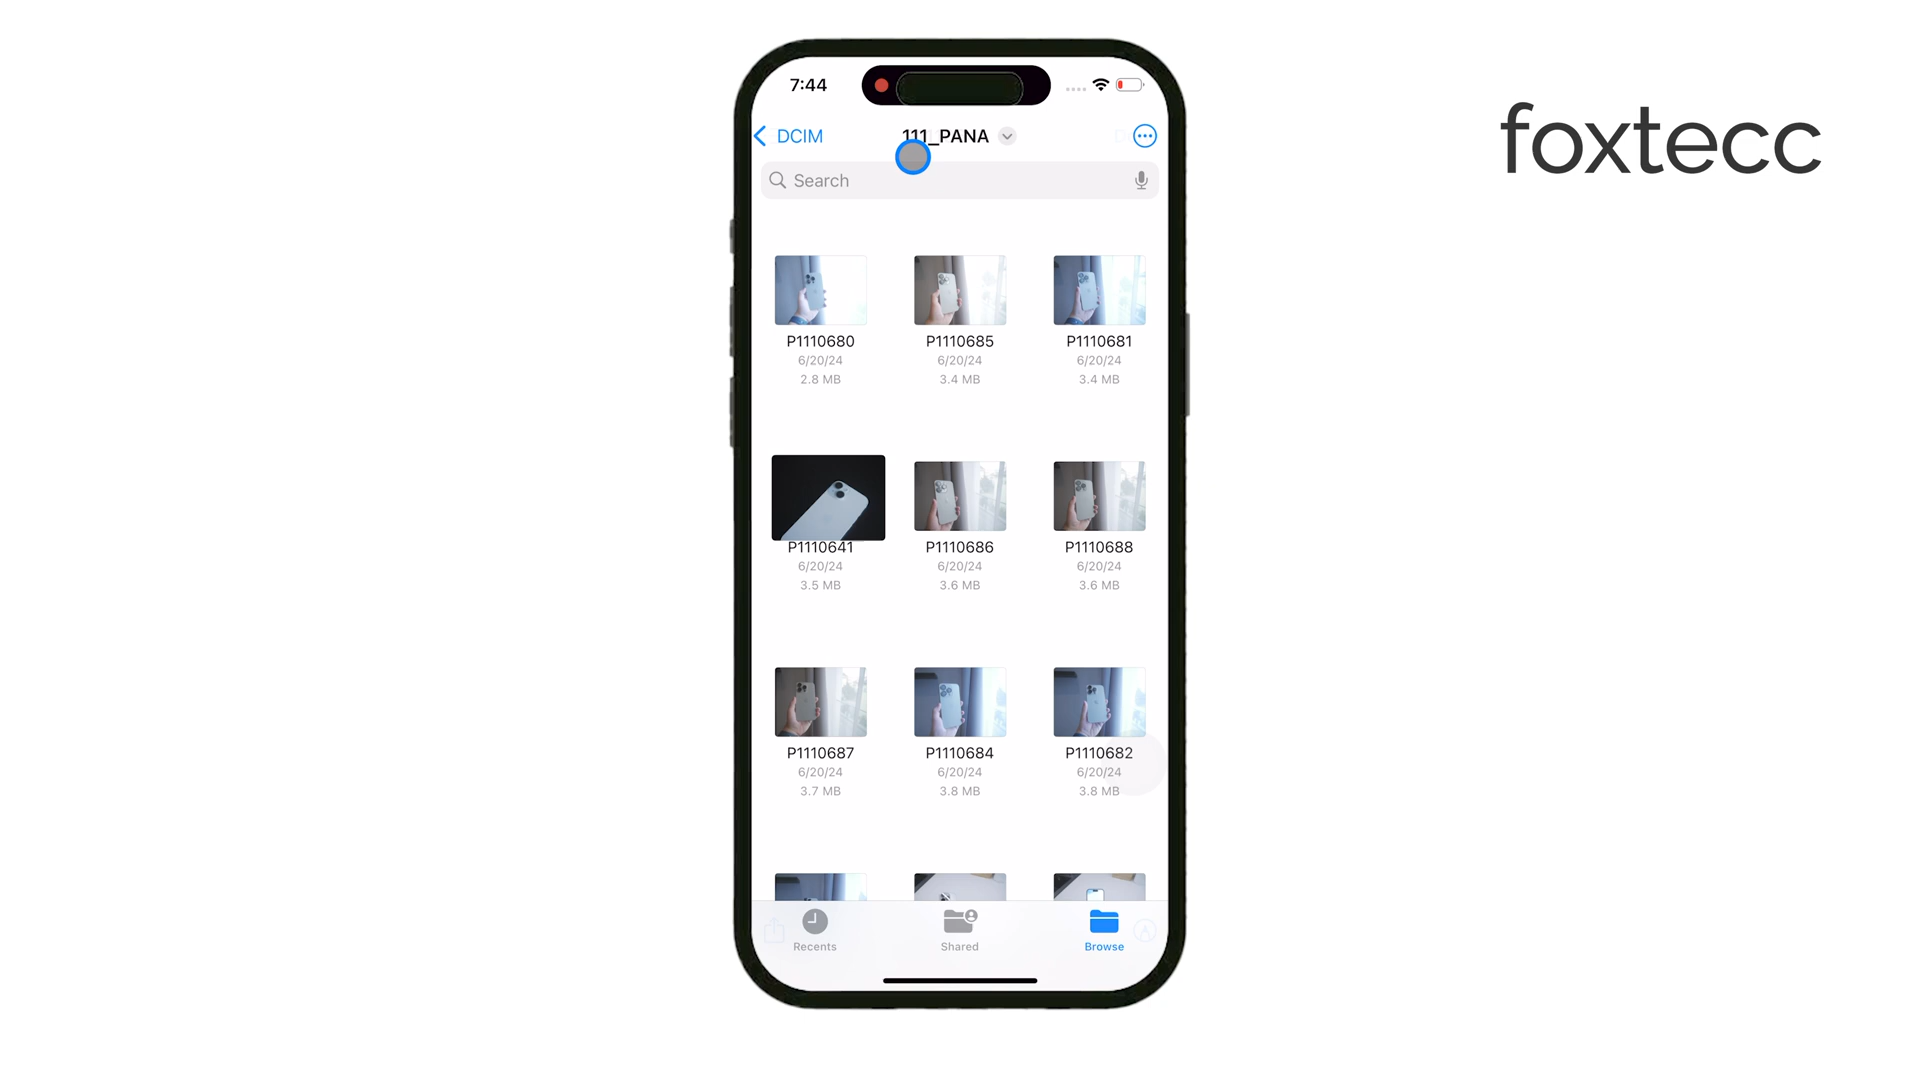 7:44
foxtecc
DCIM
111_PANA
Search
P1110680
P1110685
P1110681
6/20/24
6/20/24
6/20/24
2.8 MB
3.4 MB
3.4 MB
P1110641
P1110686
P1110688
6/20/24
6/20/24
6/20/24
3.5 MB
3.6 MB
3.6 MB
P1110687
P1110684
P1110682
6/20/24
6/20/24
6/20/24
3.7 MB
3.8 MB
3.8 MB
Recents
Shared
Browse